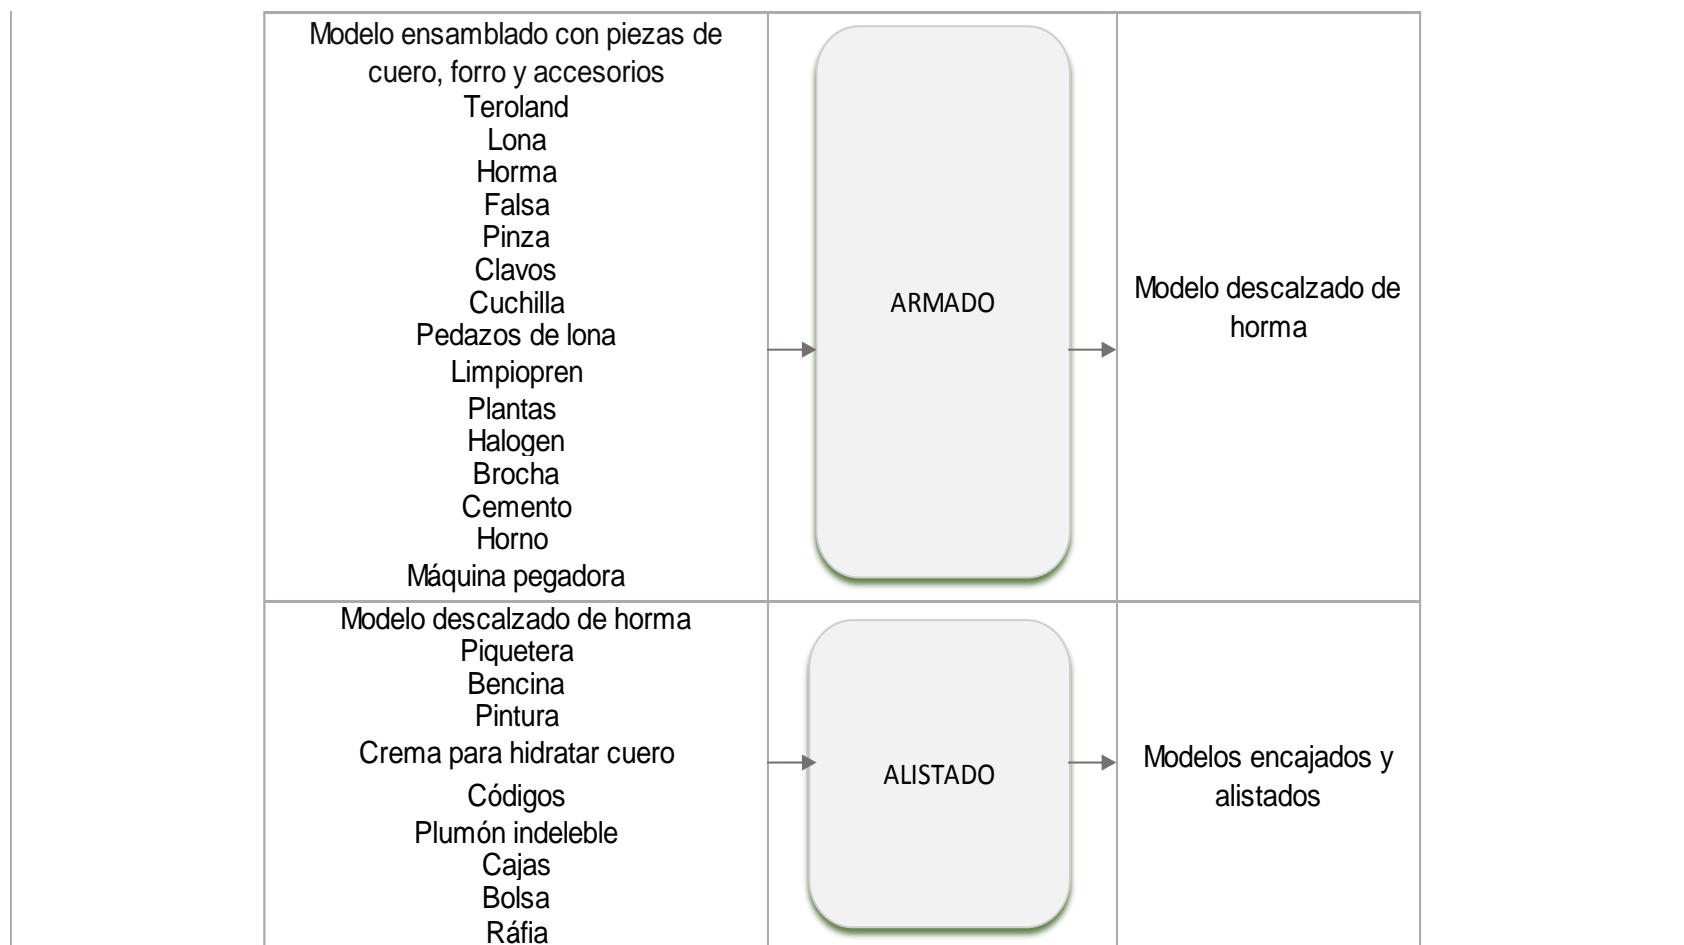 Modelo ensamblado con piezas de
cuero, forro y accesorios
Teroland
Lona
Horma
Falsa
Pinza
Clavos
Cuchilla
Pedazos de lona
Limpiopren
Plantas
Halogen
Brocha
Cemento
Horno
Máquina pegadora
ARMADO
Modelo descalzado de
horma
Modelo descalzado de horma
Piquetera
Bencina
Pintura
Crema para hidratar cuero
Códigos
Plumón indeleble
Cajas
Bolsa
Ráfia
ALISTADO
Modelos encajados y
alistados